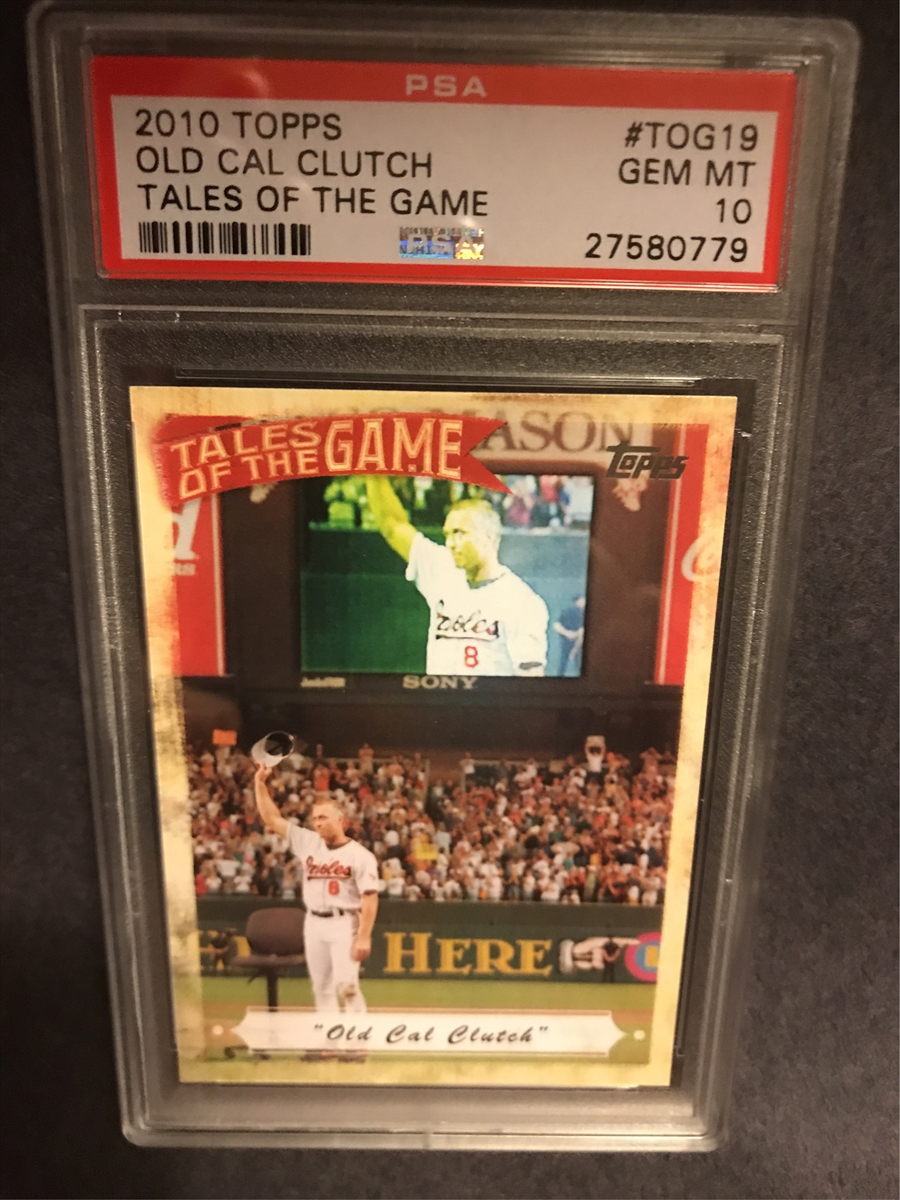 PSA
2010 TOPPS #TOG19
OLD CAL CLUTCH GEM MT
TALES OF THE GAME 10
27580779
PSA
TALES
OF THE GAME
ASON
Topps
Orioles
8
SONY
Orioles
8
HERE
"Old Cal Clutch"